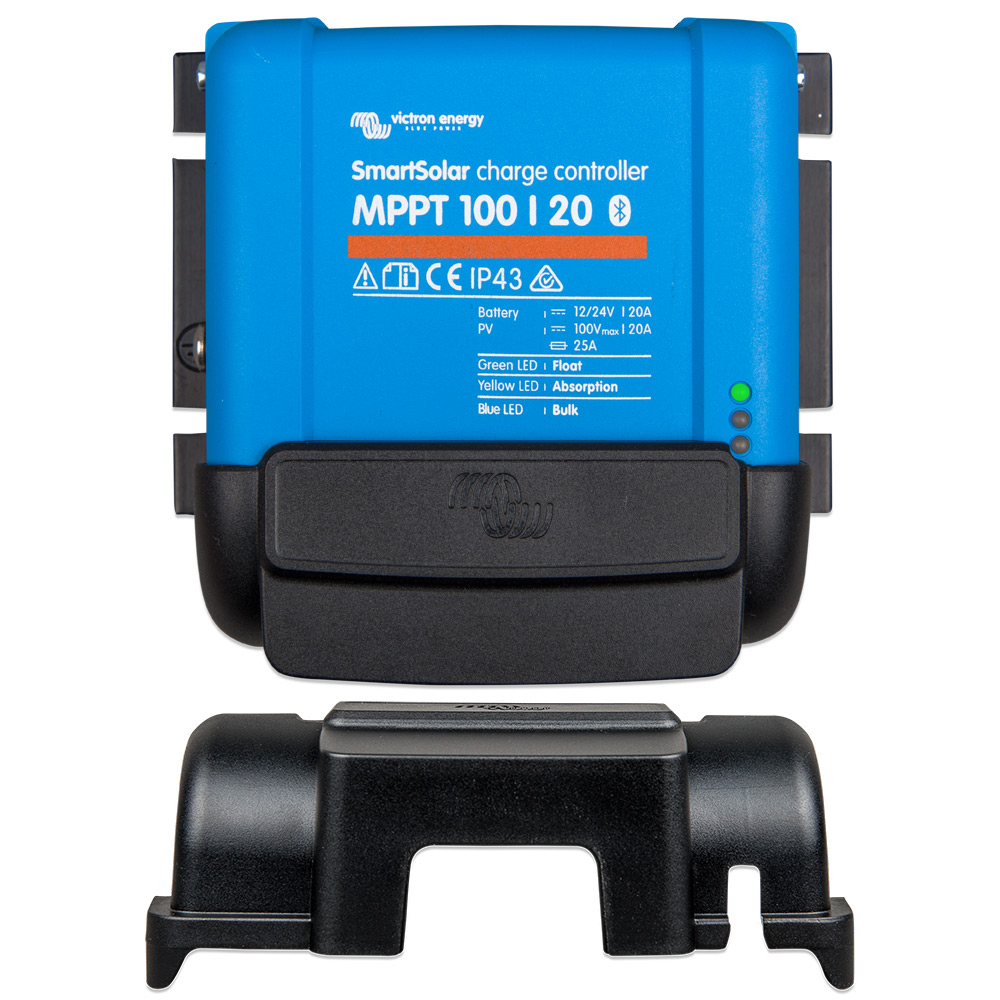 victron energy
BLUE POWER
SmartSolar charge controller
MPPT 100 | 20
CE IP43
Battery 12/24V | 20A
PV 100Vmax | 20A
25A
Green LED | Float
Yellow LED | Absorption
Blue LED | Bulk